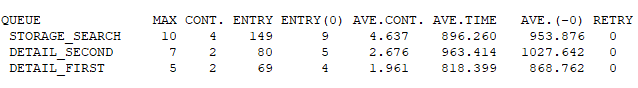 QUEUE MAX CONT. ENTRY ENTRY(0) AVE.CONT. AVE.TIME AVE.(-0) RETRY
STORAGE_SEARCH 10 4 149 9 4.637 896.260 953.876 0
DETAIL_SECOND 7 2 80 5 2.676 963.414 1027.642 0
DETAIL_FIRST 5 2 69 4 1.961 818.399 868.762 0